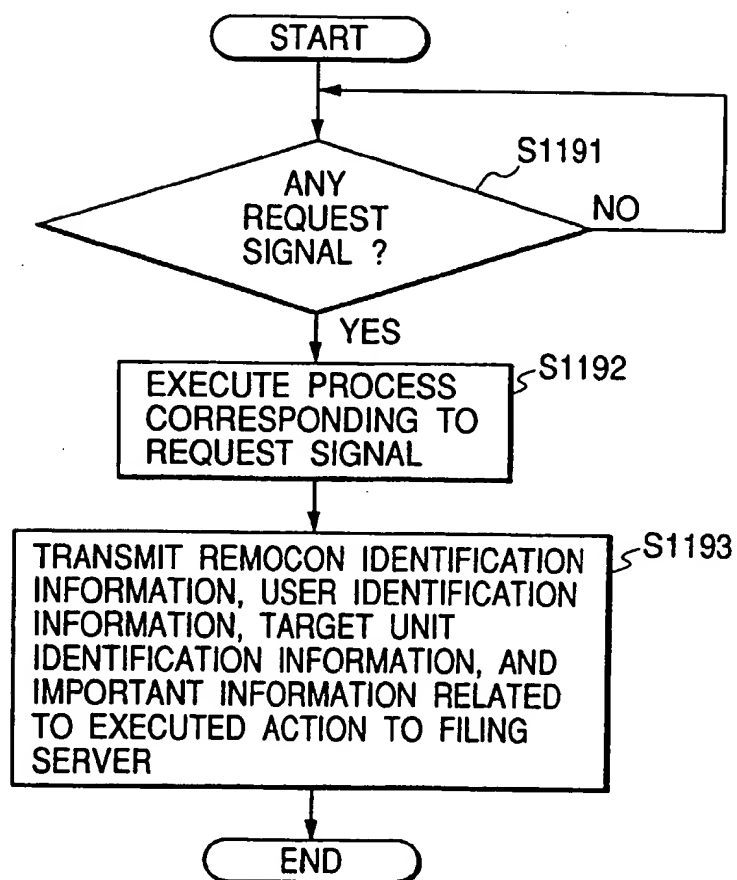 START
S1191
ANY
REQUEST
SIGNAL ?
NO
YES
S1192
EXECUTE PROCESS
CORRESPONDING TO
REQUEST SIGNAL
S1193
TRANSMIT REMOCON IDENTIFICATION
INFORMATION, USER IDENTIFICATION
INFORMATION, TARGET UNIT
IDENTIFICATION INFORMATION, AND
IMPORTANT INFORMATION RELATED
TO EXECUTED ACTION TO FILING
SERVER
END